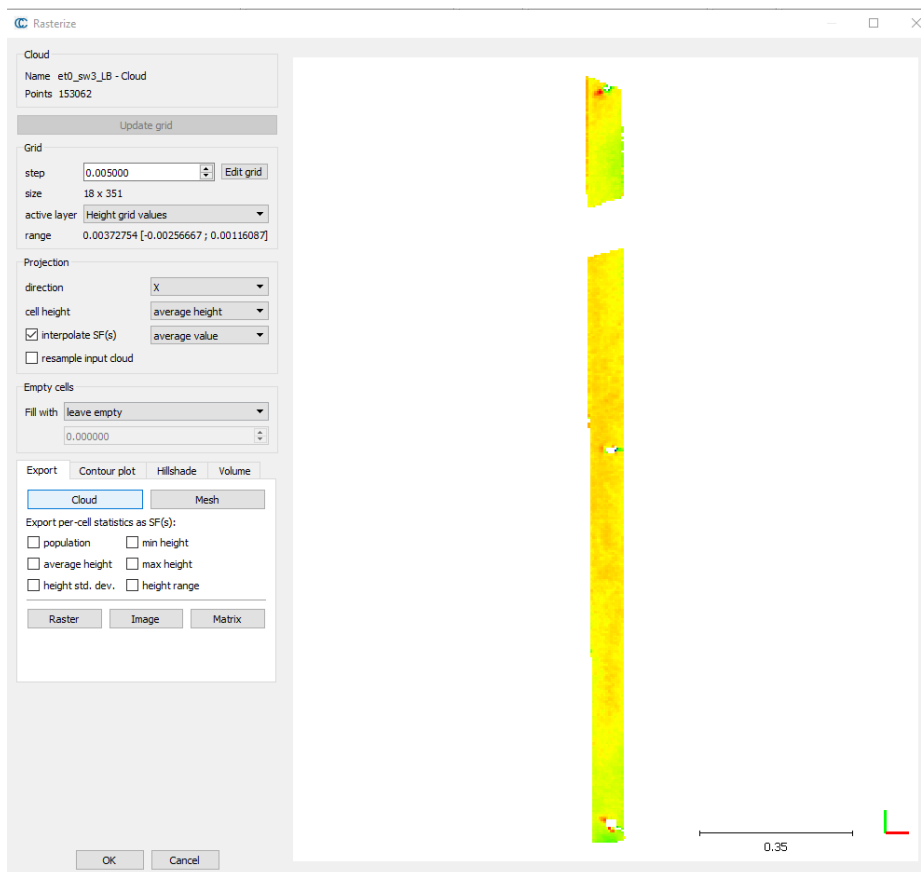 Rasterize
Cloud
Name et0_sw3_LB - Cloud
Points 153062
Update grid
Grid
step 0.005000 Edit grid
size 18 x 351
active layer Height grid values
range 0.00372754 [-0.00256667 ; 0.00116087]
Projection
direction X
cell height average height
interpolate SF(s) average value
resample input cloud
Empty cells
Fill with leave empty
0.000000
Export Contour plot Hillshade Volume
Cloud Mesh
Export per-cell statistics as SF(s):
population min height
average height max height
height std. dev. height range
Raster Image Matrix
OK Cancel
0.35